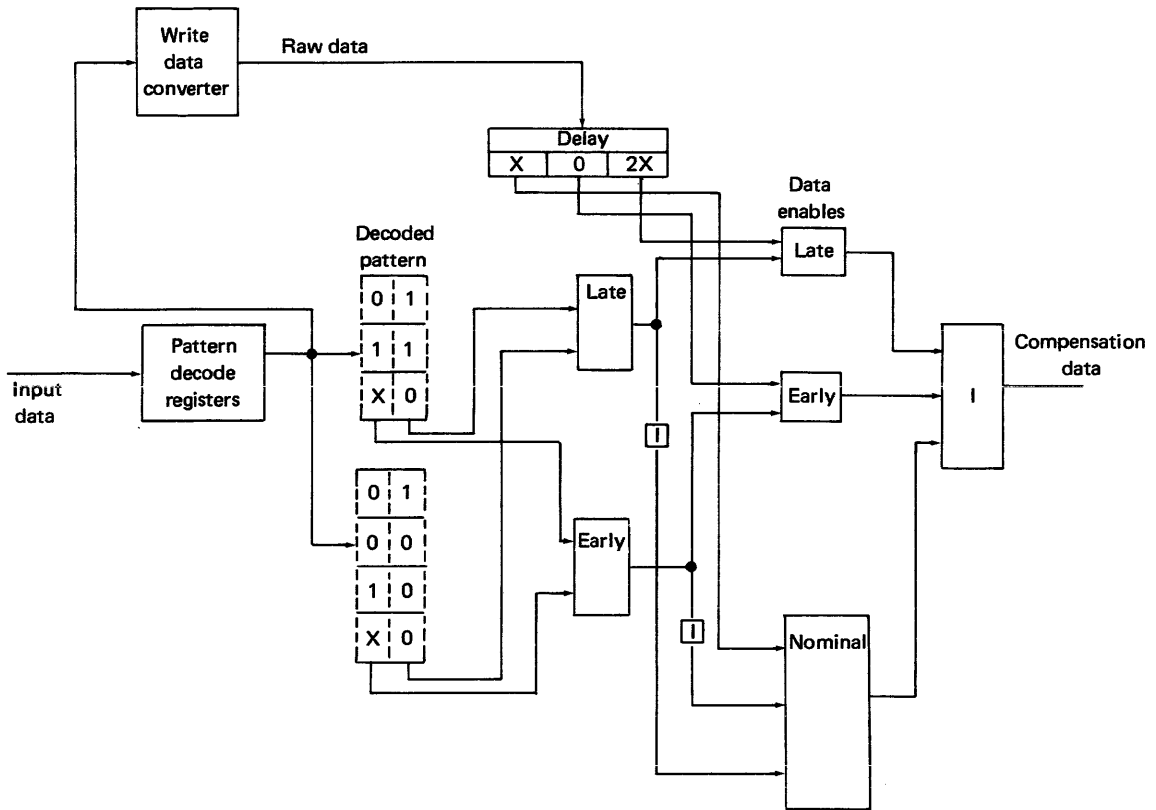 Write
data
converter
Raw data
Delay
X 0 2X
Data
enables
Late
Decoded
pattern
0 1
1 1
X 0
Late
Pattern
decode
registers
Input
data
Early
I
Compensation
data
I
0 1
0 0
1 0
X 0
Early
I
Nominal